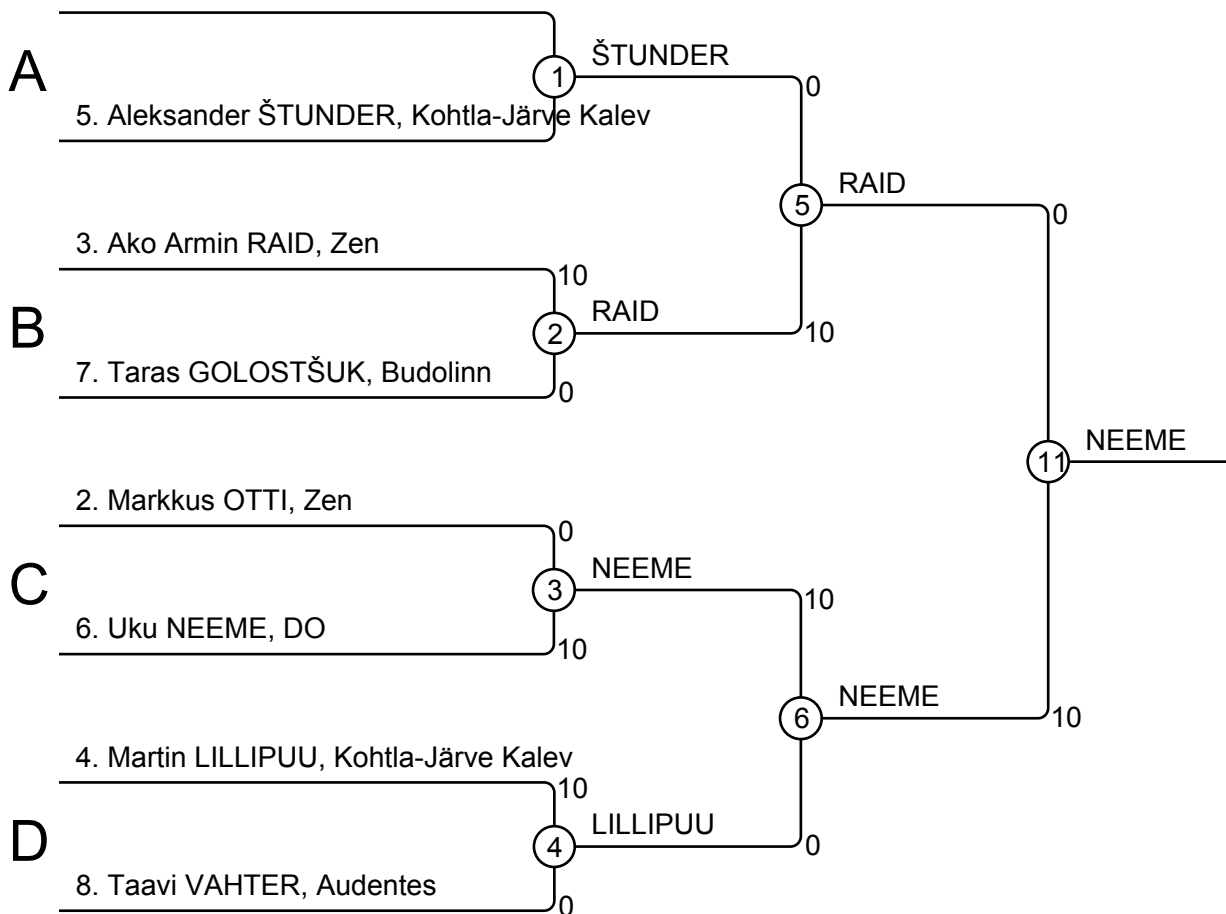 A
1
ŠTUNDER
0
5. Aleksander ŠTUNDER, Kohtla-Järve Kalev
5
RAID
0
3. Ako Armin RAID, Zen
10
B
2
RAID
10
7. Taras GOLOSTŠUK, Budolinn
0
11
NEEME
2. Markkus OTTI, Zen
0
C
3
NEEME
10
6. Uku NEEME, DO
10
6
NEEME
10
4. Martin LILLIPUU, Kohtla-Järve Kalev
10
D
4
LILLIPUU
0
8. Taavi VAHTER, Audentes
0